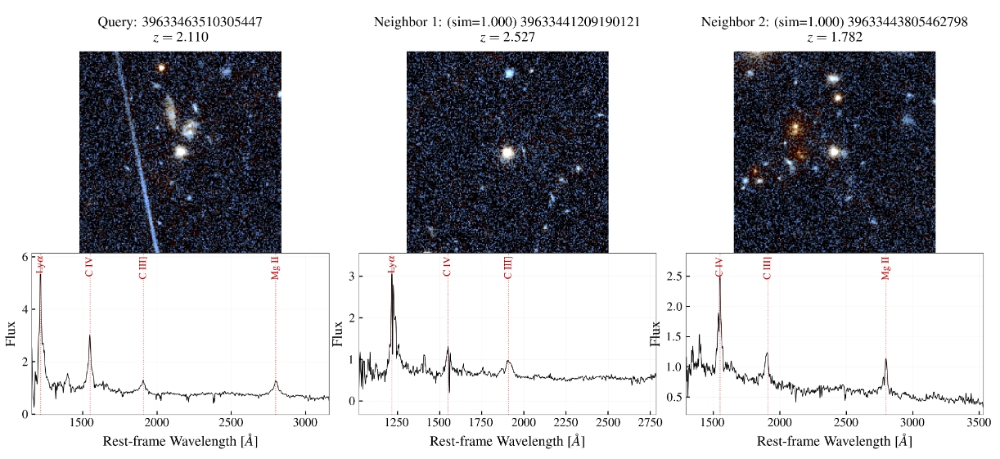 Query: 39633463510305447
z = 2.110
Neighbor 1: (sim=1.000) 39633441209190121
z = 2.527
Neighbor 2: (sim=1.000) 39633443805462798
z = 1.782
Flux
6
4
2
0
Lyα
C IV
C III]
Mg II
1500
2000
2500
3000
Rest-frame Wavelength [Å]
Flux
3
2
1
0
Lyα
C IV
C III]
1250
1500
1750
2000
2250
2500
2750
Rest-frame Wavelength [Å]
Flux
2.5
2.0
1.5
1.0
0.5
C IV
C III]
Mg II
1500
2000
2500
3000
3500
Rest-frame Wavelength [Å]